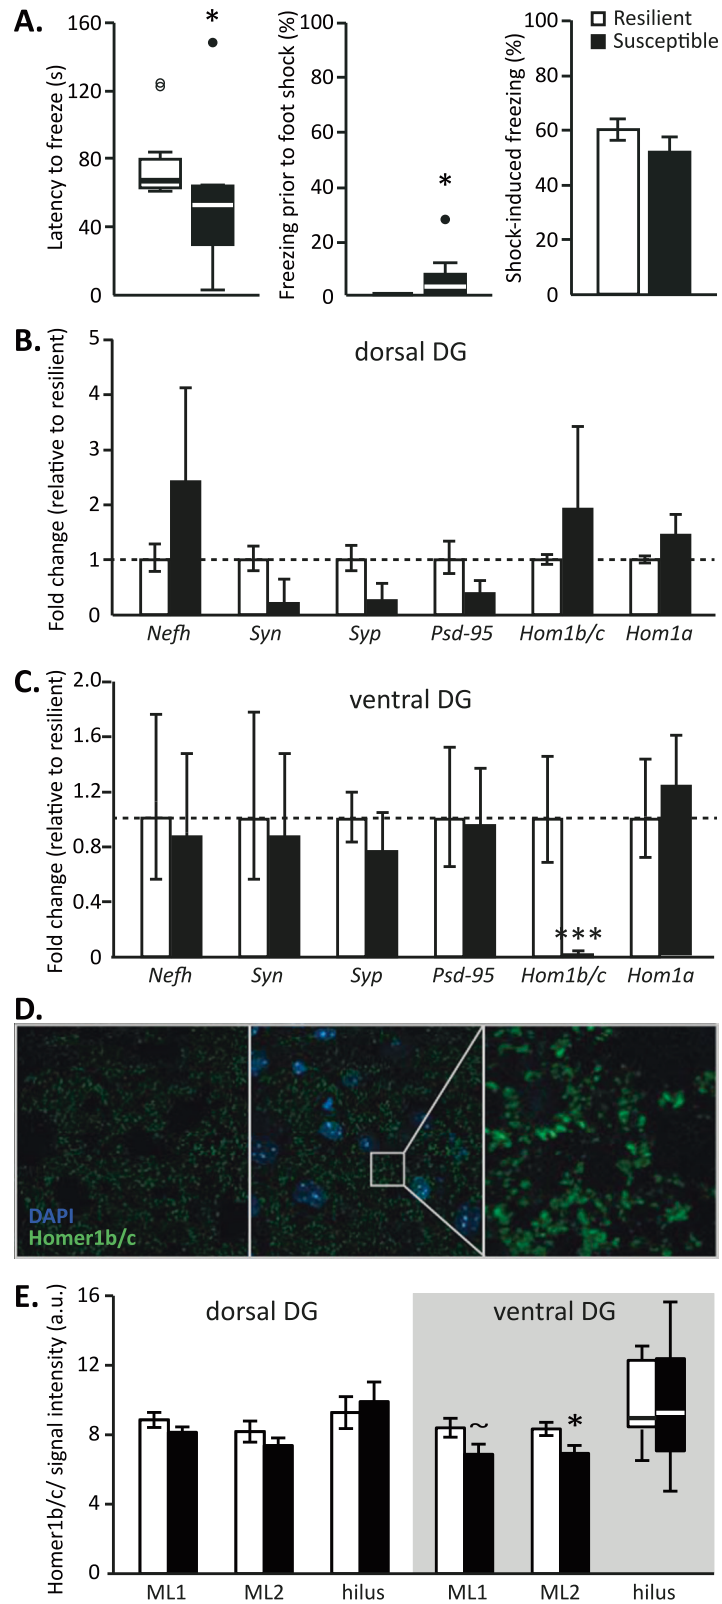 A.
Latency to freeze (s)
160
120
80
40
0
*
Freezing prior to foot shock (%)
100
80
60
40
20
0
*
Shock-induced freezing (%)
100
80
60
40
20
0
Resilient
Susceptible
B.
dorsal DG
Fold change (relative to resilient)
5
4
3
2
1
0
Nefh Syn Syp Psd-95 Hom1b/c Hom1a
C.
ventral DG
Fold change (relative to resilient)
2.0
1.6
1.2
0.8
0.4
0
***
Nefh Syn Syp Psd-95 Hom1b/c Hom1a
D.
DAPI
Homer1b/c
E.
dorsal DG ventral DG
Homer1b/c/ signal intensity (a.u.)
16
12
8
4
0
~ *
ML1 ML2 hilus ML1 ML2 hilus